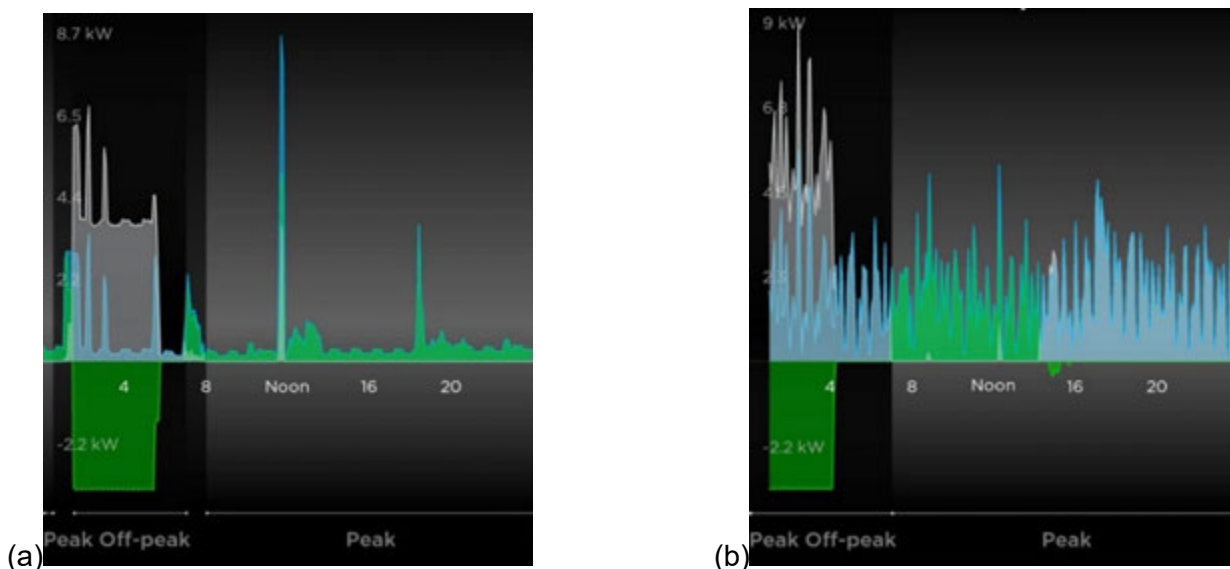 8.7 kW
6.5
4.4
2.2
4 8 Noon 16 20
-2.2 kW
Peak Off-peak Peak
(a)
9 kW
6.8
4 8 Noon 16 20
-2.2 kW
Peak Off-peak Peak
(b)